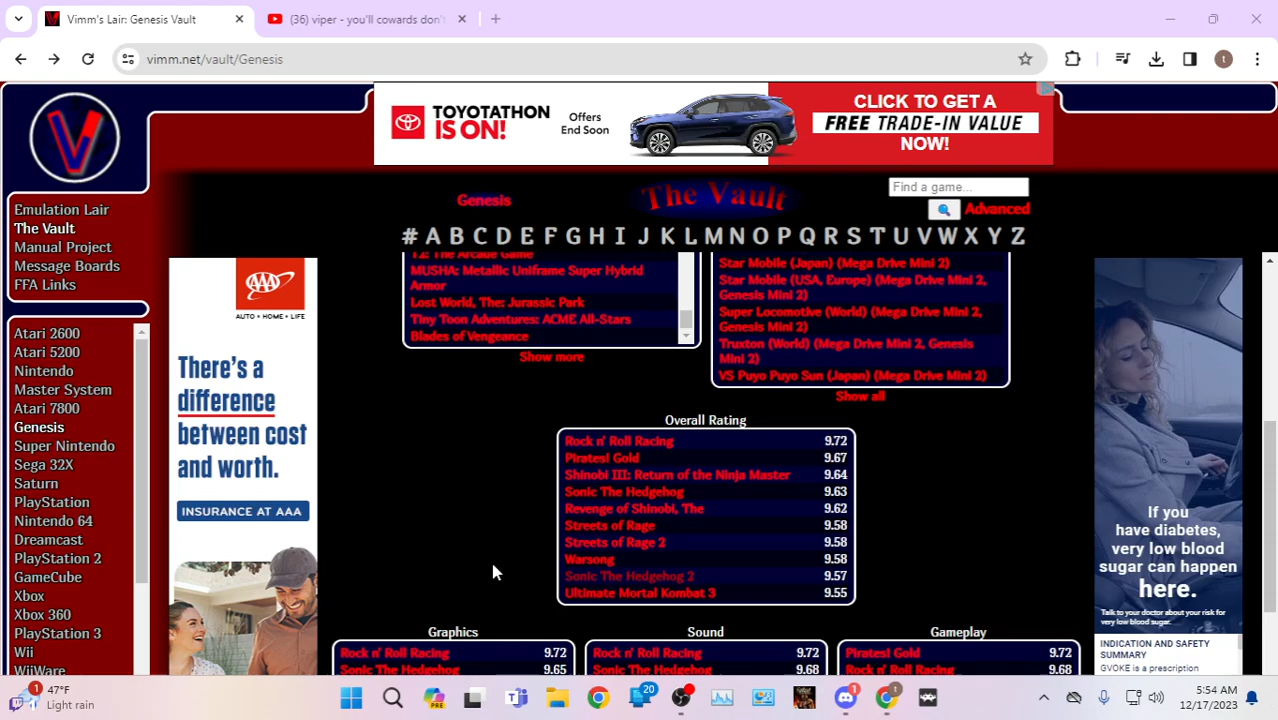 Vimm's Lair: Genesis Vault
(36) viper - you'll cowards don'
vimm.net/vault/Genesis
t
TOYOTATHON
IS ON!
Offers
End Soon
CLICK TO GET A
FREE TRADE-IN VALUE
NOW!
V
Genesis
The Vault
Find a game...
Advanced
# A B C D E F G H I J K L M N O P Q R S T U V W X Y Z
Emulation Lair
The Vault
Manual Project
Message Boards
FFA Links
Atari 2600
Atari 5200
Nintendo
Master System
Atari 7800
Genesis
Super Nintendo
Sega 32X
Saturn
PlayStation
Nintendo 64
Dreamcast
PlayStation 2
GameCube
Xbox
Xbox 360
PlayStation 3
Wii
WiiWare
AAA
AUTO • HOME • LIFE
There's a
difference
between cost
and worth.
INSURANCE AT AAA
T2: The Arcade Game
MUSHA: Metallic Uniframe Super Hybrid
Armor
Lost World, The: Jurassic Park
Tiny Toon Adventures: ACME All-Stars
Blades of Vengeance
Show more
Star Mobile (Japan) (Mega Drive Mini 2)
Star Mobile (USA, Europe) (Mega Drive Mini 2,
Genesis Mini 2)
Super Locomotive (World) (Mega Drive Mini 2,
Genesis Mini 2)
Truxton (World) (Mega Drive Mini 2, Genesis
Mini 2)
VS Puyo Puyo Sun (Japan) (Mega Drive Mini 2)
Show all
Overall Rating
Rock n' Roll Racing 9.72
Pirates! Gold 9.67
Shinobi III: Return of the Ninja Master 9.64
Sonic The Hedgehog 9.63
Revenge of Shinobi, The 9.62
Streets of Rage 9.58
Streets of Rage 2 9.58
Warsong 9.58
Sonic The Hedgehog 2 9.57
Ultimate Mortal Kombat 3 9.55
Graphics
Rock n' Roll Racing 9.72
Sonic The Hedgehog 9.65
Sound
Rock n' Roll Racing 9.72
Sonic The Hedgehog 9.68
Gameplay
Pirates! Gold 9.72
Rock n' Roll Racing 9.68
If you
have diabetes,
very low blood
sugar can happen
here.
Talk to your doctor about your risk for
very low blood sugar.
INDICATION AND SAFETY
SUMMARY
GVOKE is a prescription
1
47°F
Light rain
PRE
20
1
1
5:54 AM
12/17/2023